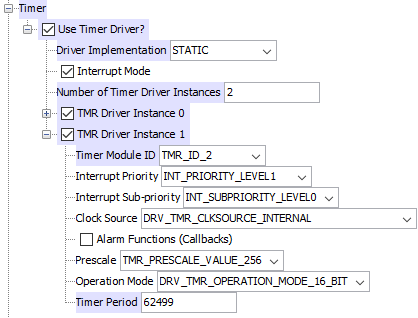 Timer
Use Timer Driver?
Driver Implementation STATIC
Interrupt Mode
Number of Timer Driver Instances 2
TMR Driver Instance 0
TMR Driver Instance 1
Timer Module ID TMR_ID_2
Interrupt Priority INT_PRIORITY_LEVEL1
Interrupt Sub-priority INT_SUBPRIORITY_LEVEL0
Clock Source DRV_TMR_CLKSOURCE_INTERNAL
Alarm Functions (Callbacks)
Prescale TMR_PRESCALE_VALUE_256
Operation Mode DRV_TMR_OPERATION_MODE_16_BIT
Timer Period 62499